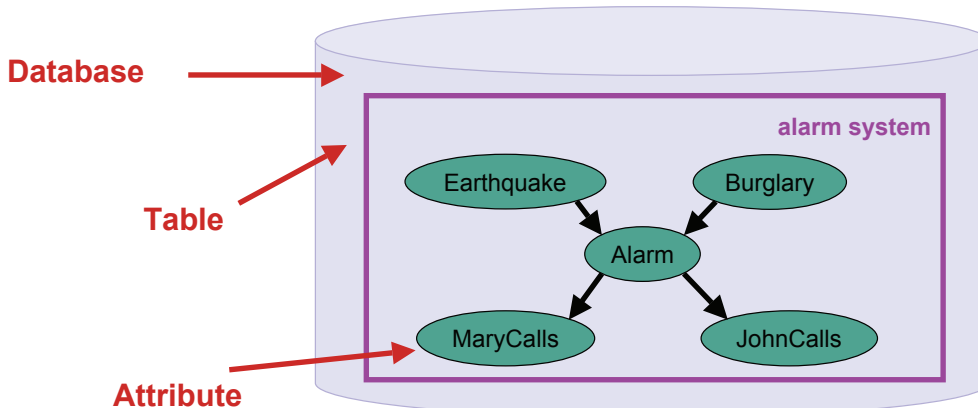 Database
alarm system
Earthquake
Burglary
Table
Alarm
MaryCalls
JohnCalls
Attribute